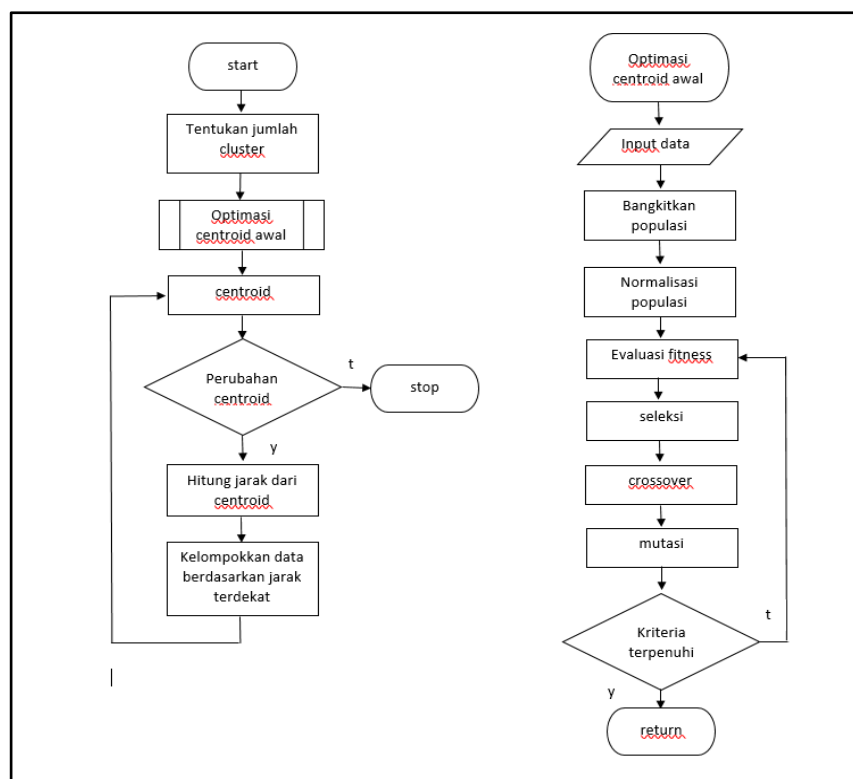 start
Tentukan jumlah
cluster
Optimasi
centroid awal
centroid
Perubahan
centroid
t
stop
y
Hitung jarak dari
centroid
Kelompokkan data
berdasarkan jarak
terdekat
Optimasi
centroid awal
Input data
Bangkitkan
populasi
Normalisasi
populasi
Evaluasi fitness
seleksi
crossover
mutasi
Kriteria
terpenuhi
t
y
return